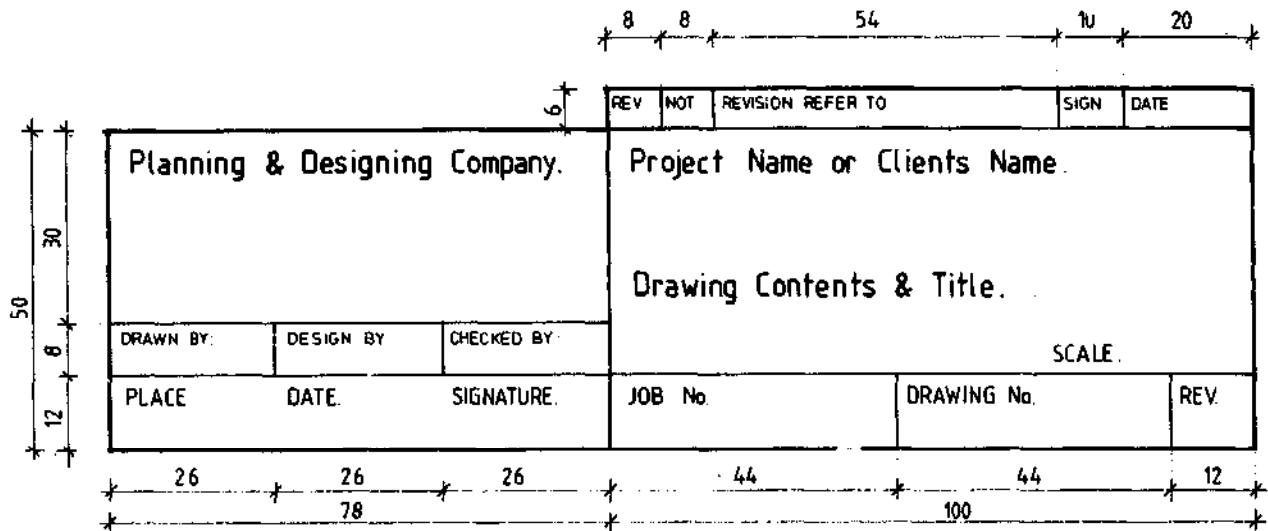 8 8 54 10 20
6
REV NOT REVISION REFER TO SIGN DATE
Planning & Designing Company. Project Name or Clients Name.
30
50
Drawing Contents & Title.
8
DRAWN BY: DESIGN BY CHECKED BY
SCALE.
12
PLACE DATE. SIGNATURE. JOB No. DRAWING No. REV.
26 26 26 44 44 12
78 100